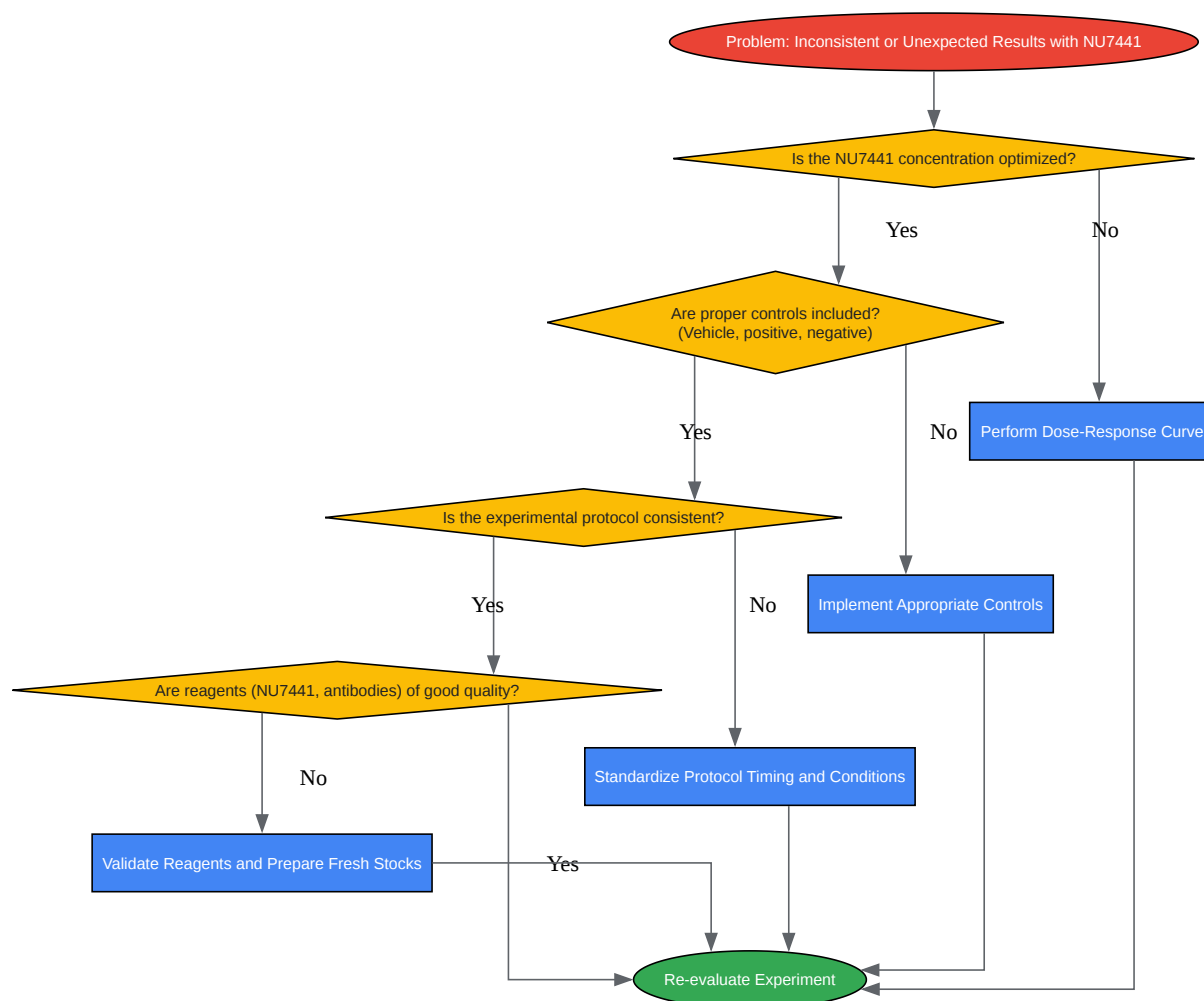 Problem: Inconsistent or Unexpected Results with NU7441
Is the NU7441 concentration optimized?
Yes
No
Are proper controls included?
(Vehicle, positive, negative)
Yes
No
Perform Dose-Response Curve
Is the experimental protocol consistent?
Yes
No
Implement Appropriate Controls
Are reagents (NU7441, antibodies) of good quality?
No
Standardize Protocol Timing and Conditions
Validate Reagents and Prepare Fresh Stocks
Yes
Re-evaluate Experiment